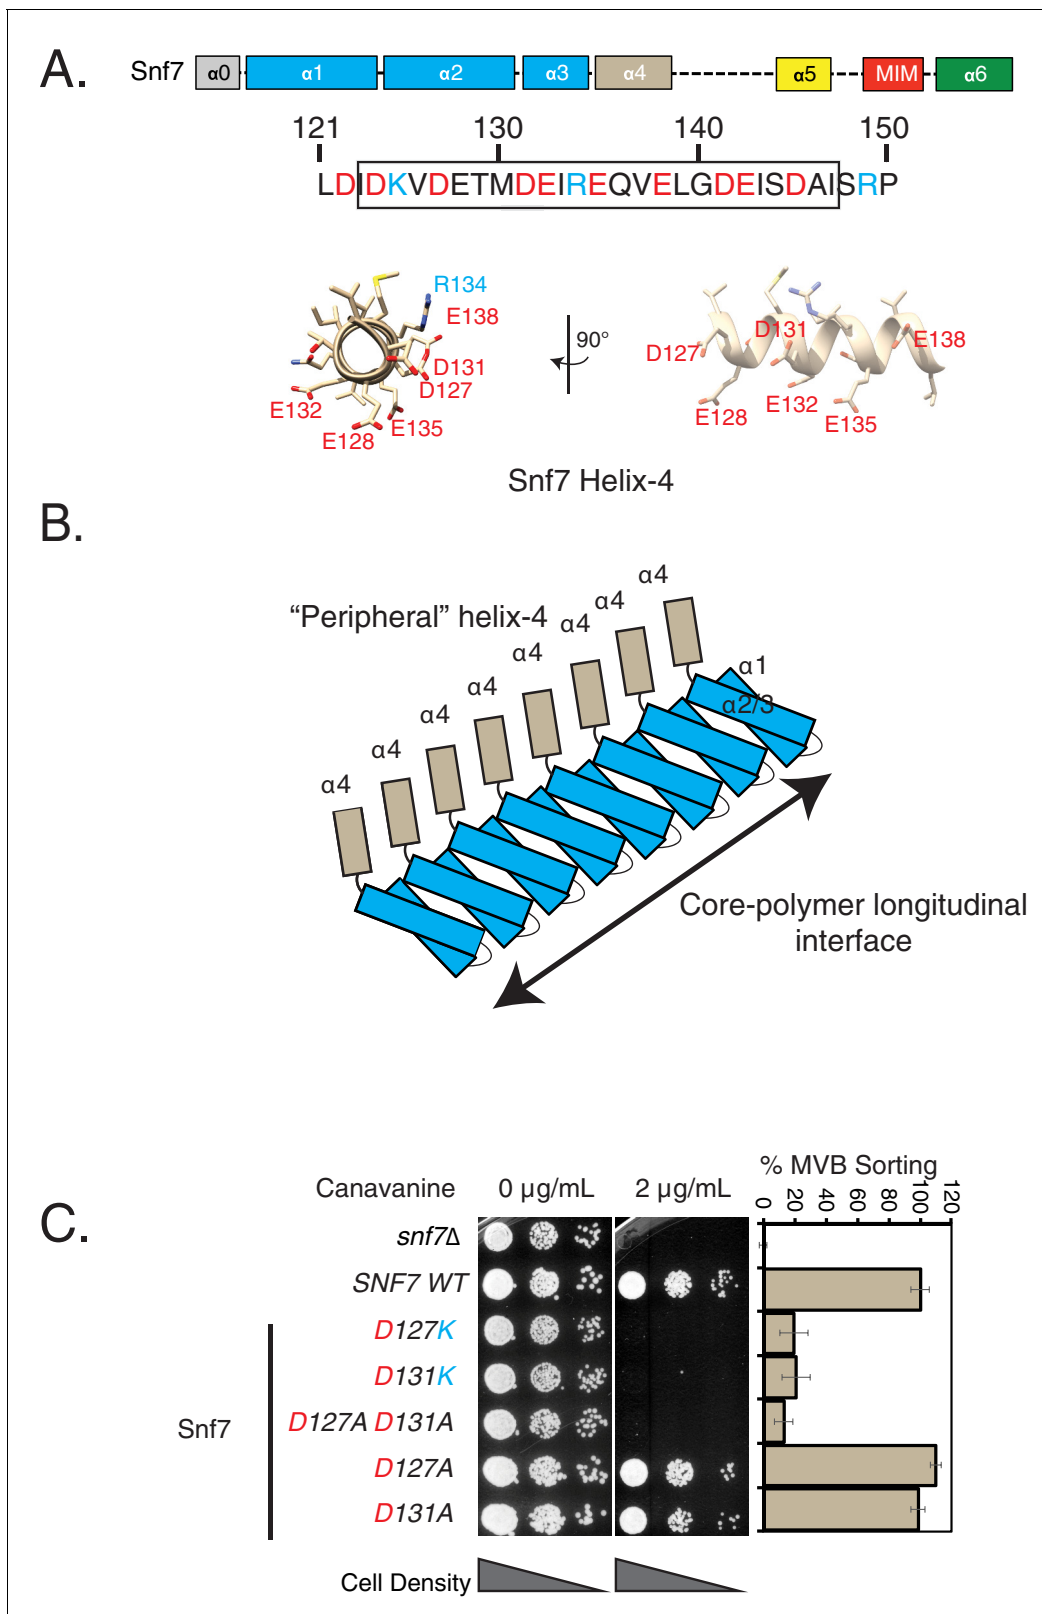 A.
Snf7 α0 α1 α2 α3 α4 α5 MIM α6
121 130 140 150
LDIDKVDETMDEIREQVELGDEISDAISRP
R134
E138
D131
D127
E135
E128
E132
90°
D127
D131
E138
E128
E132
E135
Snf7 Helix-4
B.
“Peripheral” helix-4
α4
α4
α4
α4
α4
α4
α4
α4
α1
α2/3
Core-polymer longitudinal
interface
C.
Canavanine 0 µg/mL 2 µg/mL
% MVB Sorting
0 20 40 60 80 100 120
snf7Δ
SNF7 WT
D127K
D131K
D127A D131A
D127A
D131A
Snf7
Cell Density